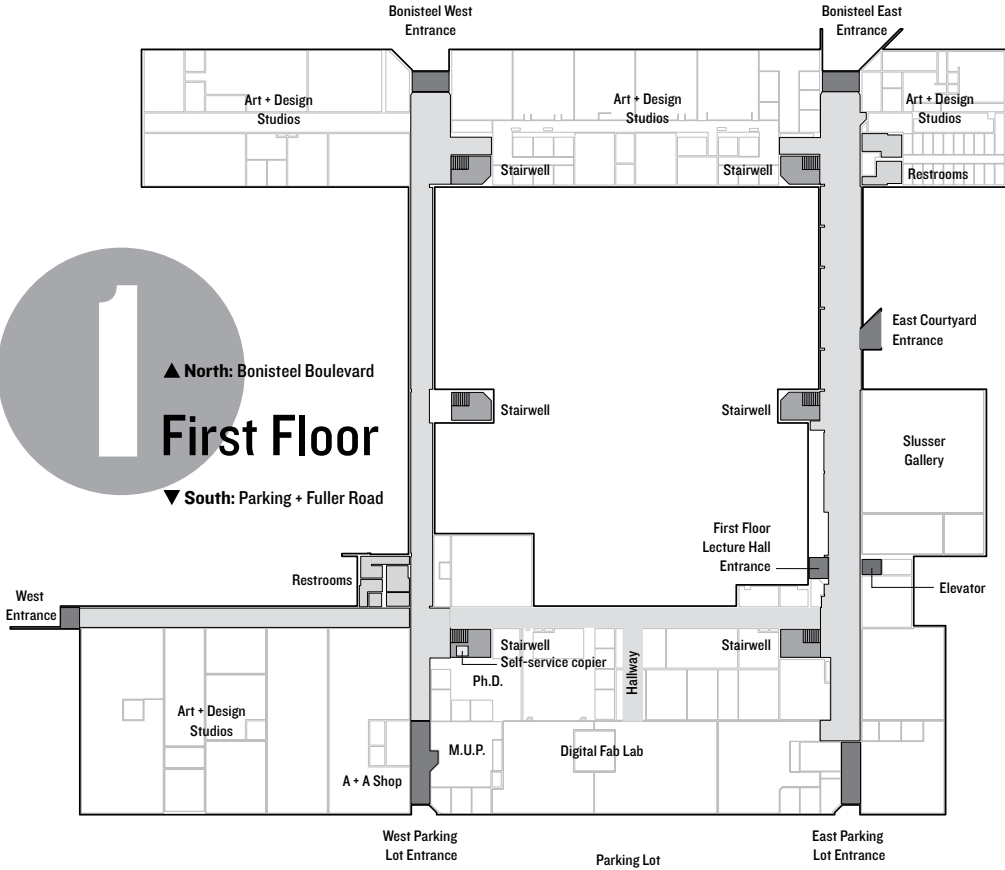 Bonisteel West
Entrance
Bonisteel East
Entrance
Art + Design
Studios
Art + Design
Studios
Art + Design
Studios
Stairwell
Stairwell
Restrooms
1
East Courtyard
Entrance
▲ North: Bonisteel Boulevard
First Floor
Stairwell
Stairwell
Slusser
Gallery
▼ South: Parking + Fuller Road
First Floor
Lecture Hall
Entrance
Restrooms
Elevator
West
Entrance
Stairwell
Self-service copier
Stairwell
Hallway
Ph.D.
Art + Design
Studios
M.U.P.
Digital Fab Lab
A + A Shop
West Parking
Lot Entrance
East Parking
Lot Entrance
Parking Lot